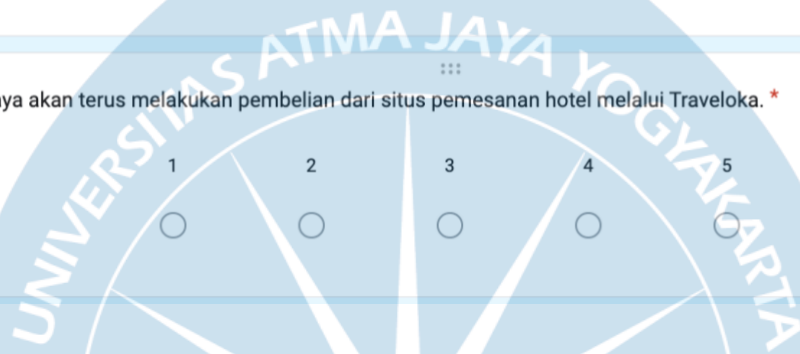 UNIVERSITAS ATMA JAYA YOGYAKARTA
ya akan terus melakukan pembelian dari situs pemesanan hotel melalui Traveloka. *
1 2 3 4 5